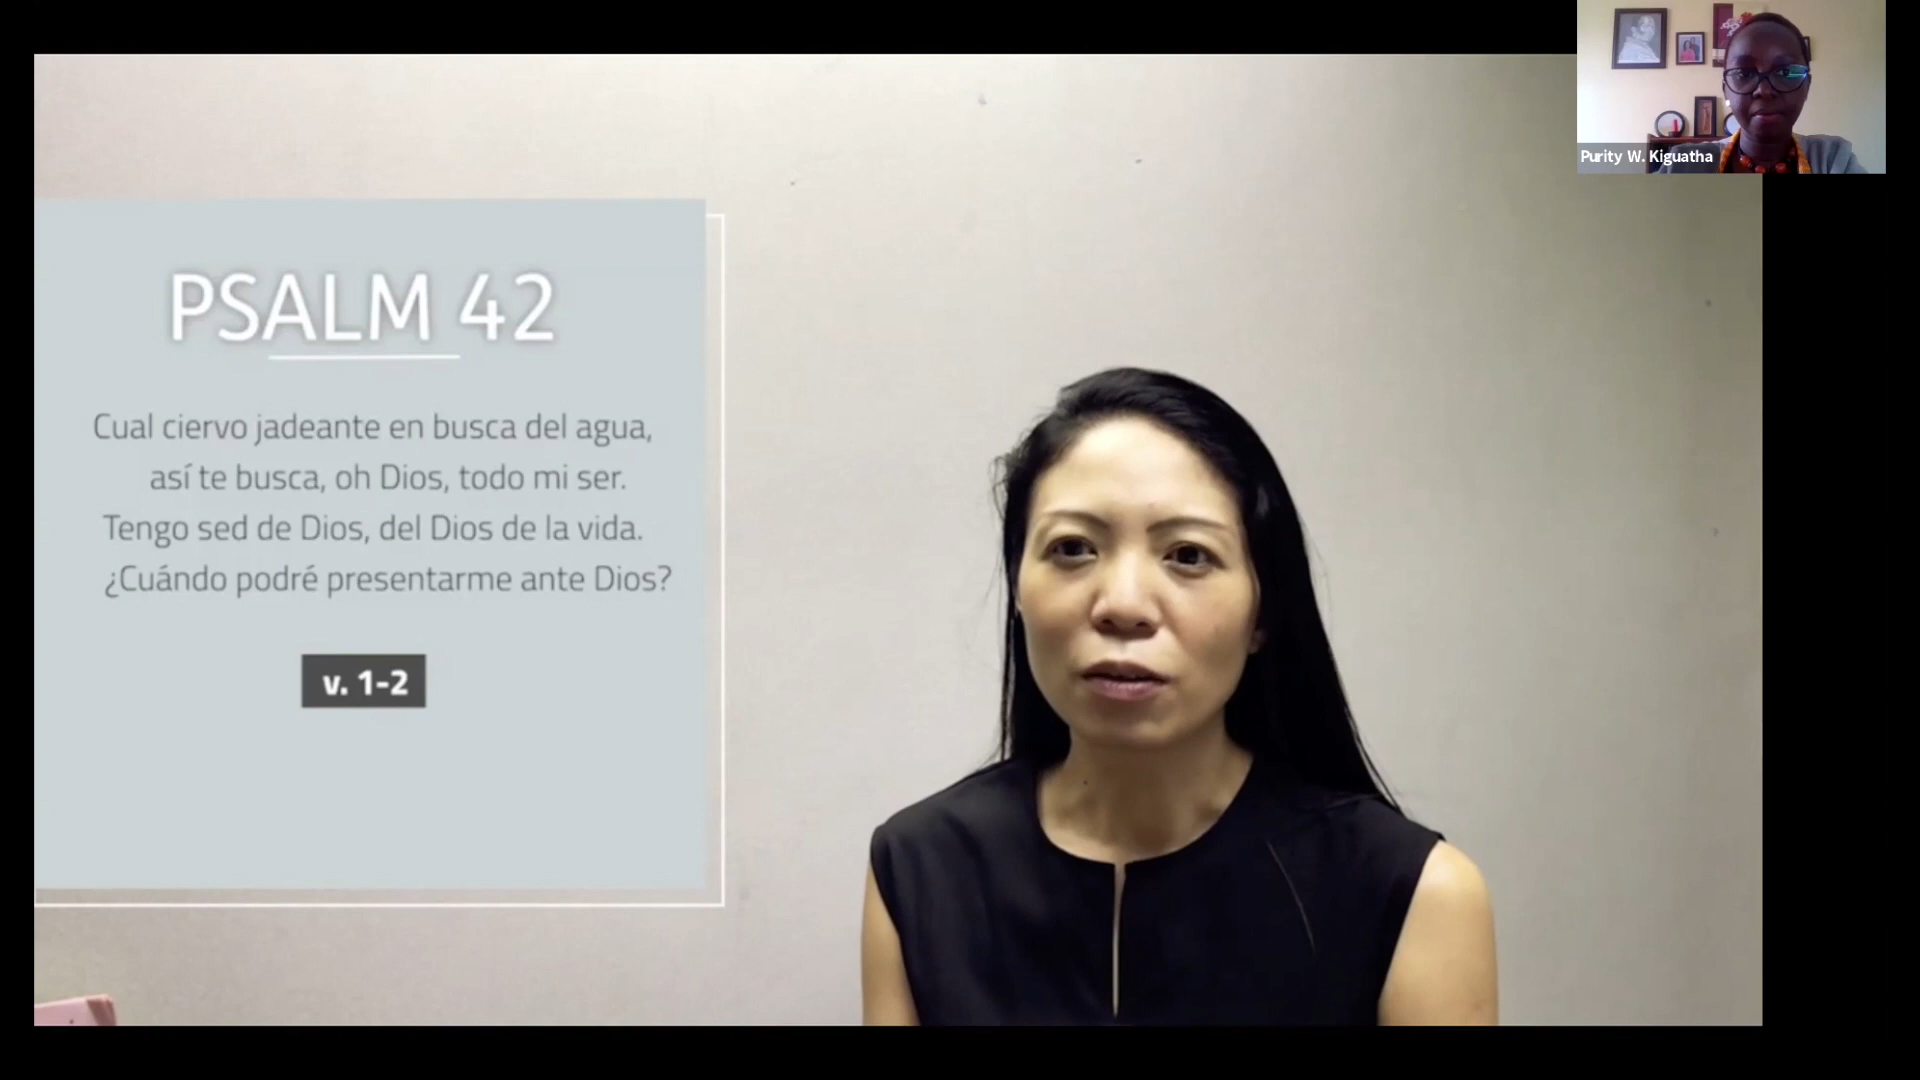 PSALM 42
Cual ciervo jadeante en busca del agua,
así te busca, oh Dios, todo mi ser.
Tengo sed de Dios, del Dios de la vida.
¿Cuándo podré presentarme ante Dios?
v. 1-2
Purity W. Kiguatha